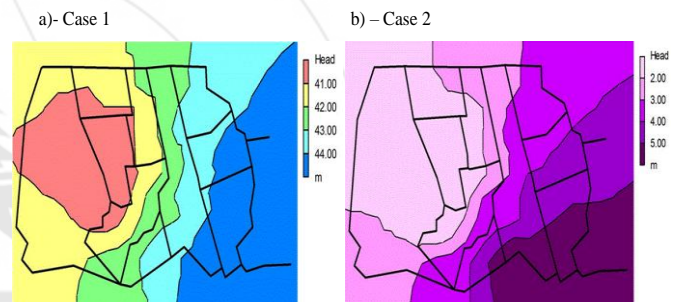 a)- Case 1
b) – Case 2
Head
41.00
42.00
43.00
44.00
m
Head
2.00
3.00
4.00
5.00
m